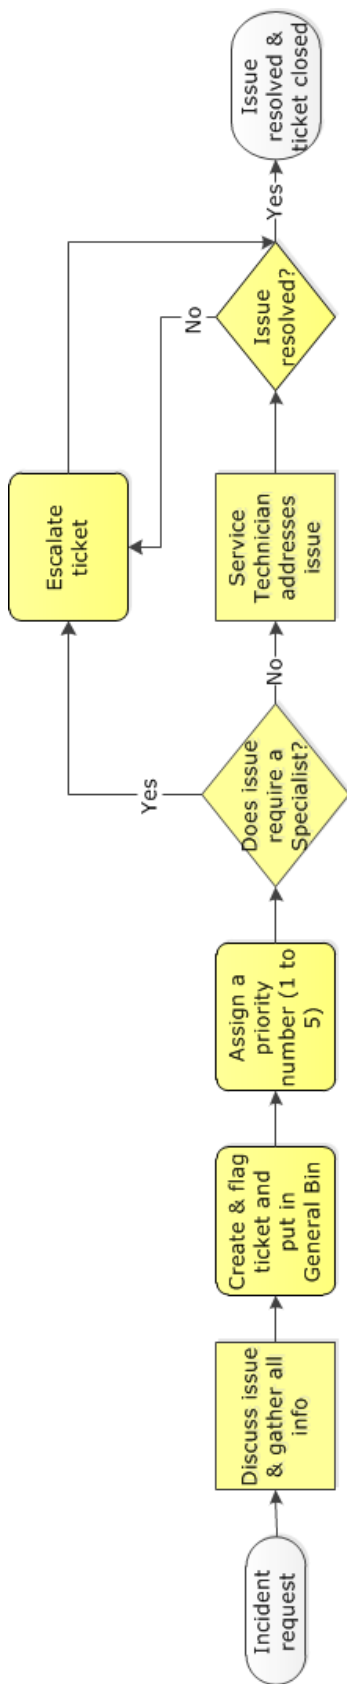 Incident
request
Discuss issue
& gather all
info
Create & flag
ticket and
put in
General Bin
Assign a
priority
number (1 to
5)
Does issue
require a
Specialist?
Yes
No
Escalate
ticket
Service
Technician
addresses
issue
Issue
resolved?
No
Yes
Issue
resolved &
ticket closed